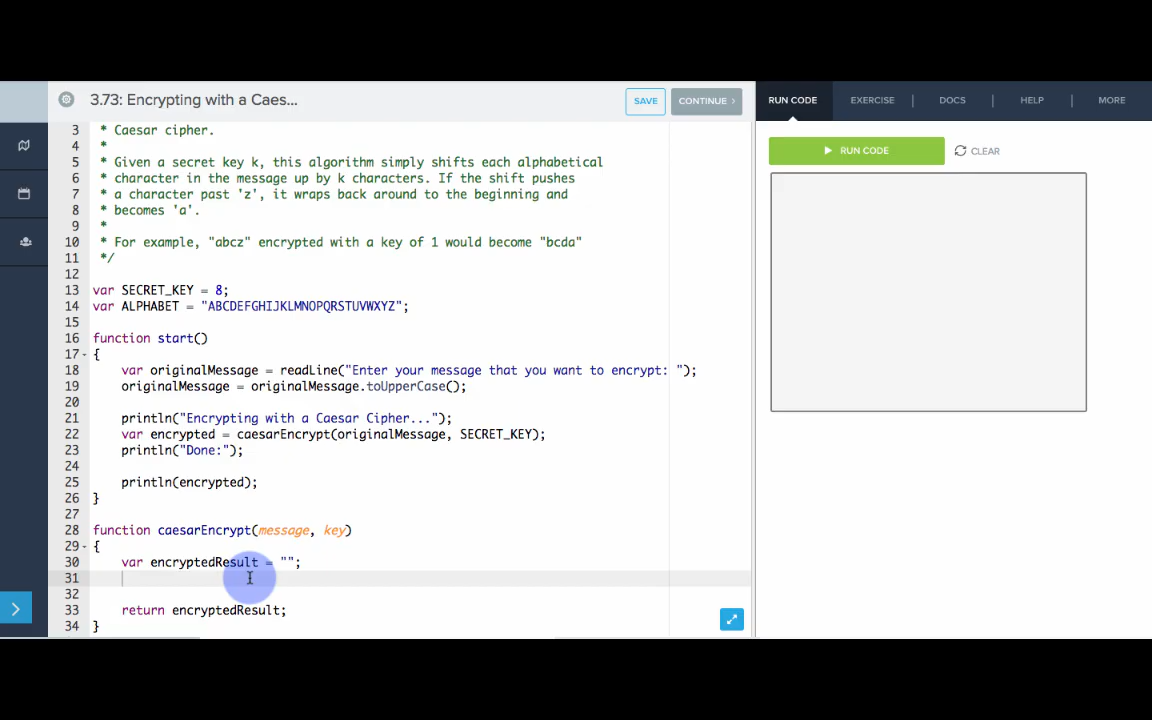 3.73: Encrypting with a Caes...
SAVE
CONTINUE >
RUN CODE
EXERCISE
DOCS
HELP
MORE
RUN CODE
CLEAR
3 * Caesar cipher.
4 *
5 * Given a secret key k, this algorithm simply shifts each alphabetical
6 * character in the message up by k characters. If the shift pushes
7 * a character past 'z', it wraps back around to the beginning and
8 * becomes 'a'.
9 *
10 * For example, "abcz" encrypted with a key of 1 would become "bcda"
11 */
12
13 var SECRET_KEY = 8;
14 var ALPHABET = "ABCDEFGHIJKLMNOPQRSTUVWXYZ";
15
16 function start()
17 {
18 var originalMessage = readLine("Enter your message that you want to encrypt: ");
19 originalMessage = originalMessage.toUpperCase();
20
21 println("Encrypting with a Caesar Cipher...");
22 var encrypted = caesarEncrypt(originalMessage, SECRET_KEY);
23 println("Done:");
24
25 println(encrypted);
26 }
27
28 function caesarEncrypt(message, key)
29 {
30 var encryptedResult = "";
31
32
33 return encryptedResult;
34 }